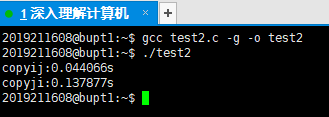 1 深入理解计算机
2019211608@bupt1:~$ gcc test2.c -g -o test2
2019211608@bupt1:~$ ./test2
copyij:0.044066s
copyji:0.137877s
2019211608@bupt1:~$